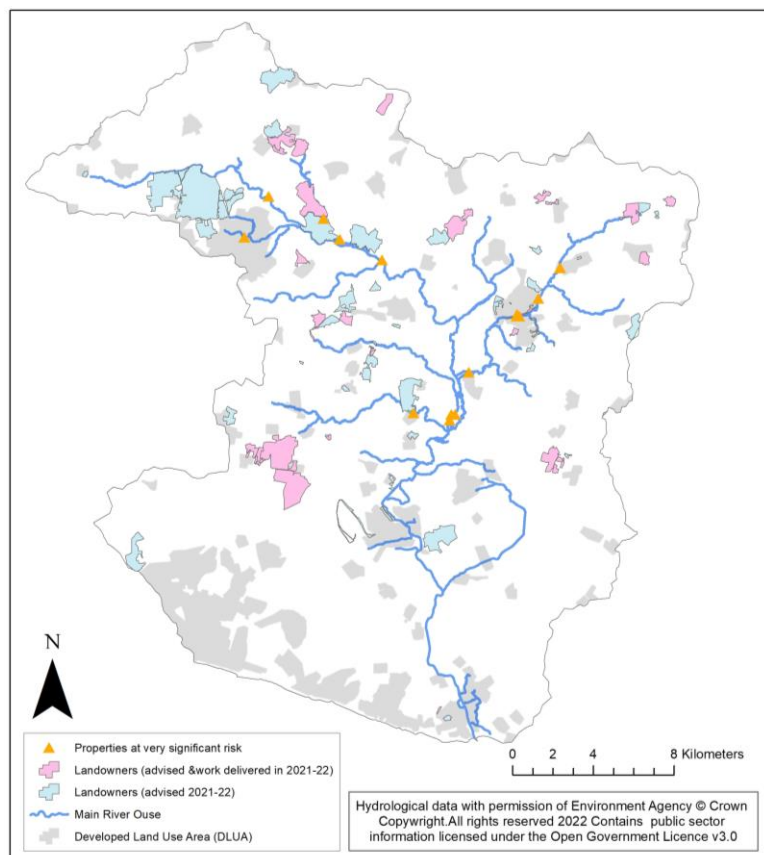 N
Properties at very significant risk
Landowners (advised &work delivered in 2021-22)
Landowners (advised 2021-22)
Main River Ouse
Developed Land Use Area (DLUA)
0 2 4 8 Kilometers
Hydrological data with permission of Environment Agency © Crown
Copyright.All rights reserved 2022 Contains public sector
information licensed under the Open Government Licence v3.0